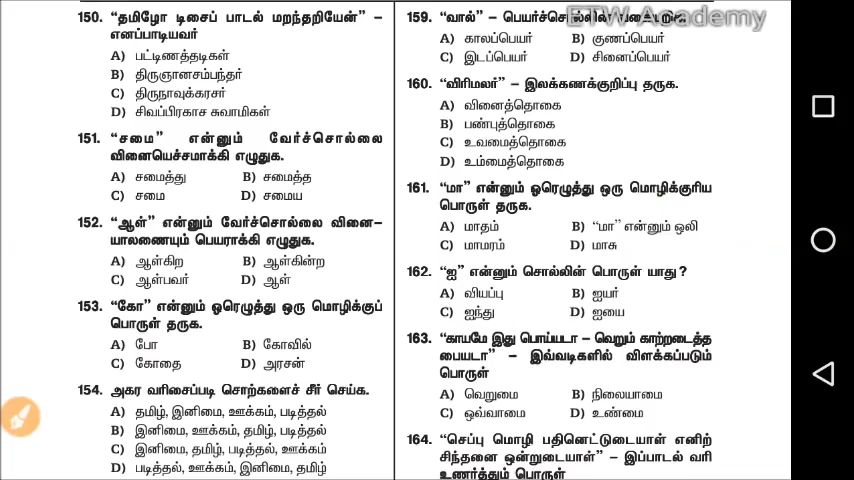 150. “தமிழோ டிசைப் பாடல் மறந்தறியேன்” –
எனப்பாடியவர்
A) பட்டிணத்தடிகள்
B) திருஞானசம்பந்தர்
C) திருநாவுக்கரசர்
D) சிவப்பிரகாச சுவாமிகள்
151. “சமை” என்னும் வேர்ச்சொல்லை
வினையெச்சமாக்கி எழுதுக.
A) சமைத்து B) சமைத்த
C) சமை D) சமைய
152. “ஆள்” என்னும் வேர்ச்சொல்லை வினை–
யாலணையும் பெயராக்கி எழுதுக.
A) ஆள்கிற B) ஆள்கின்ற
C) ஆள்பவர் D) ஆள்
153. “கோ” என்னும் ஓரெழுத்து ஒரு மொழிக்குப்
பொருள் தருக.
A) போ B) கோவில்
C) கோதை D) அரசன்
154. அகர வரிசைப்படி சொற்களைச் சீர் செய்க.
A) தமிழ், இனிமை, ஊக்கம், படித்தல்
B) இனிமை, ஊக்கம், தமிழ், படித்தல்
C) இனிமை, தமிழ், படித்தல், ஊக்கம்
D) படித்தல், ஊக்கம், இனிமை, தமிழ்
ETW Academy
159. “வால்” – பெயர்ச்சொல்லின்
A) காலப்பெயர் B) குணப்பெயர்
C) இடப்பெயர் D) சினைப்பெயர்
160. “விரிமலர்” – இலக்கணக்குறிப்பு தருக.
A) வினைத்தொகை
B) பண்புத்தொகை
C) உவமைத்தொகை
D) உம்மைத்தொகை
161. “மா” என்னும் ஓரெழுத்து ஒரு மொழிக்குரிய
பொருள் தருக.
A) மாதம் B) “மா” என்னும் ஒலி
C) மாமரம் D) மாசு
162. “ஐ” என்னும் சொல்லின் பொருள் யாது ?
A) வியப்பு B) ஐயர்
C) ஐந்து D) ஐயை
163. “காயமே இது பொய்யடா – வெறும் காற்றடைத்த
பையடா” – இவ்வடிகளில் விளக்கப்படும்
பொருள்
A) வெறுமை B) நிலையாமை
C) ஒவ்வாமை D) உண்மை
164. “செப்பு மொழி பதினெட்டுடையாள் எனிற்
சிந்தனை ஒன்றுடையாள்” – இப்பாடல் வரி
உணர்த்தும் பொருள்